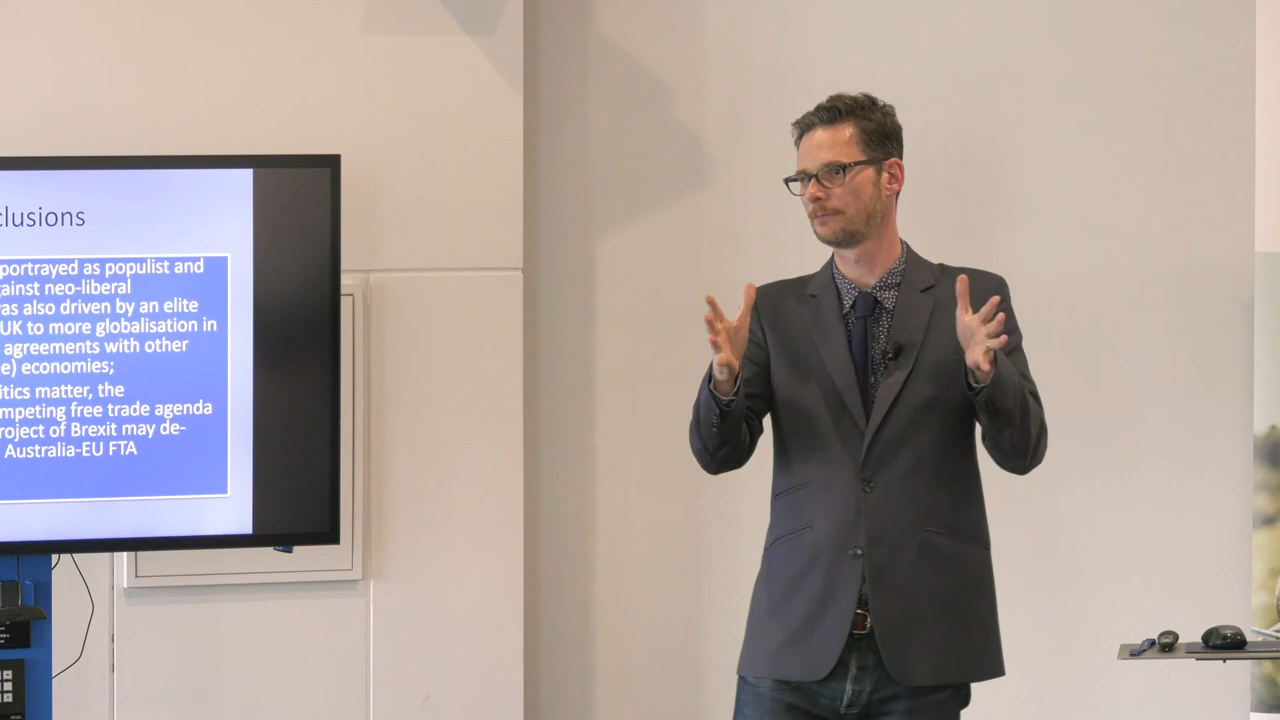 clusions
portrayed as populist and
ainst neo-liberal
as also driven by an elite
UK to more globalisation in
agreements with other
e) economies;
itics matter, the
mpeting free trade agenda
roject of Brexit may de-
Australia-EU FTA